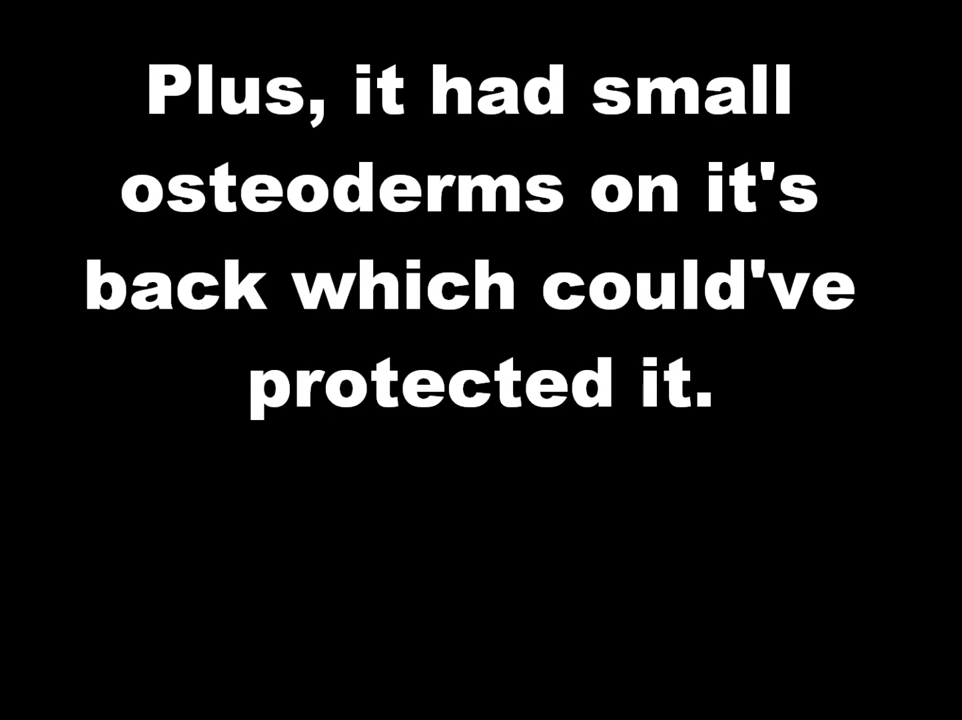 Plus, it had small
osteoderms on it's
back which could've
protected it.